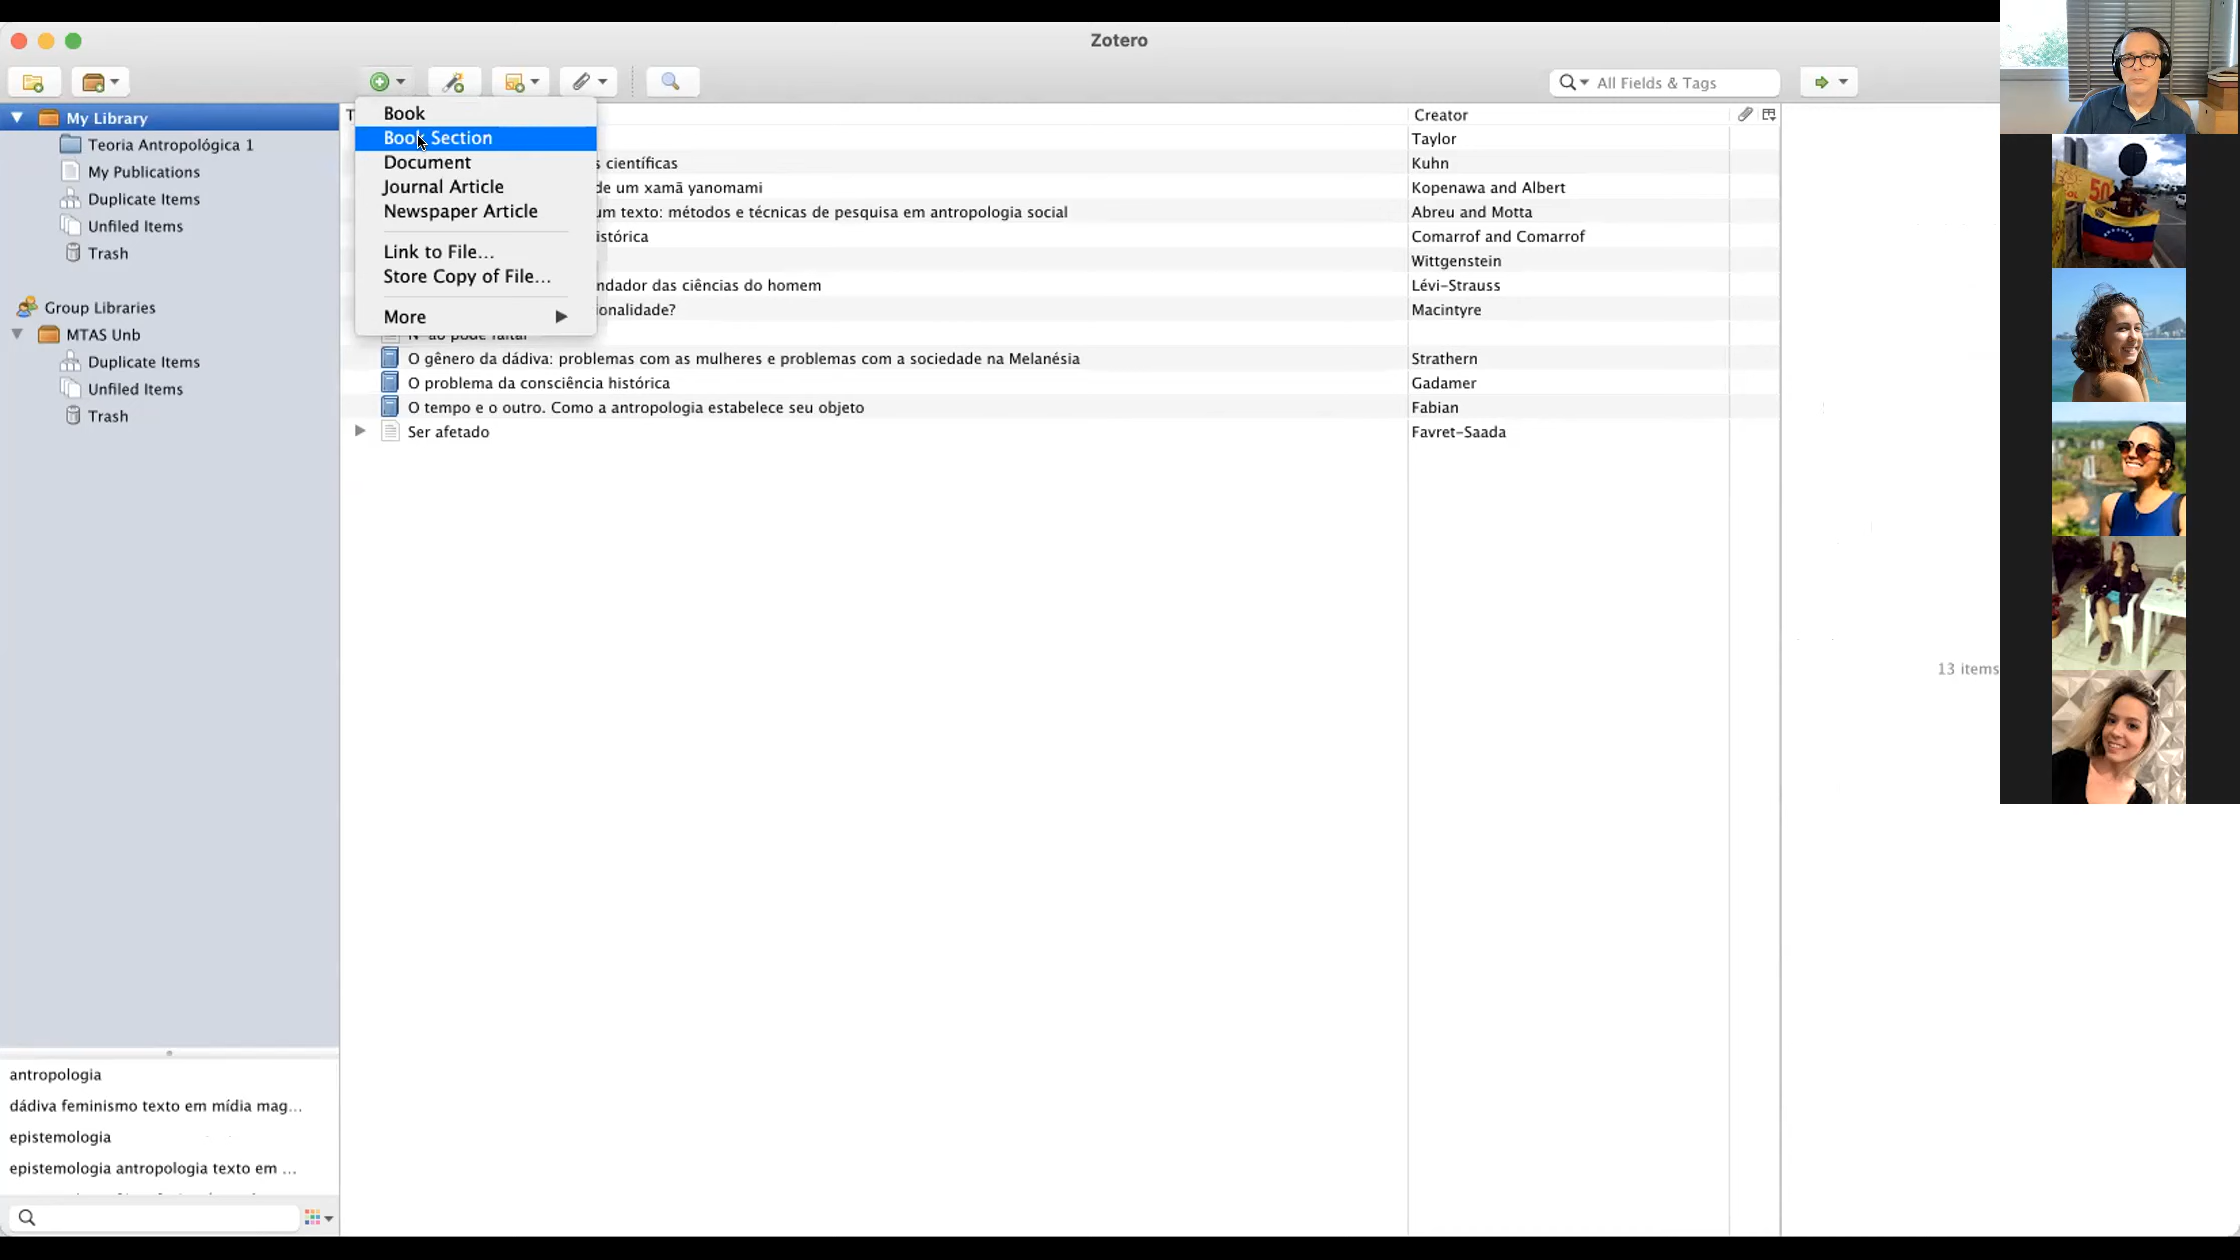 Zotero
All Fields & Tags
My Library
Teoria Antropológica 1
My Publications
Duplicate Items
Unfiled Items
Trash
Group Libraries
MTAS Unb
Duplicate Items
Unfiled Items
Trash
antropologia
dádiva feminismo texto em mídia mag...
epistemologia
epistemologia antropologia texto em ...
Book
Book Section
Document
Journal Article
Newspaper Article
Link to File...
Store Copy of File...
More
T
Creator
Taylor
s científicas
Kuhn
de um xamã yanomami
Kopenawa and Albert
um texto: métodos e técnicas de pesquisa em antropologia social
Abreu and Motta
istórica
Comarrof and Comarrof
Wittgenstein
ndador das ciências do homem
Lévi-Strauss
onalidade?
Macintyre
O gênero da dádiva: problemas com as mulheres e problemas com a sociedade na Melanésia
Strathern
O problema da consciência histórica
Gadamer
O tempo e o outro. Como a antropologia estabelece seu objeto
Fabian
Ser afetado
Favret-Saada
13 items
50